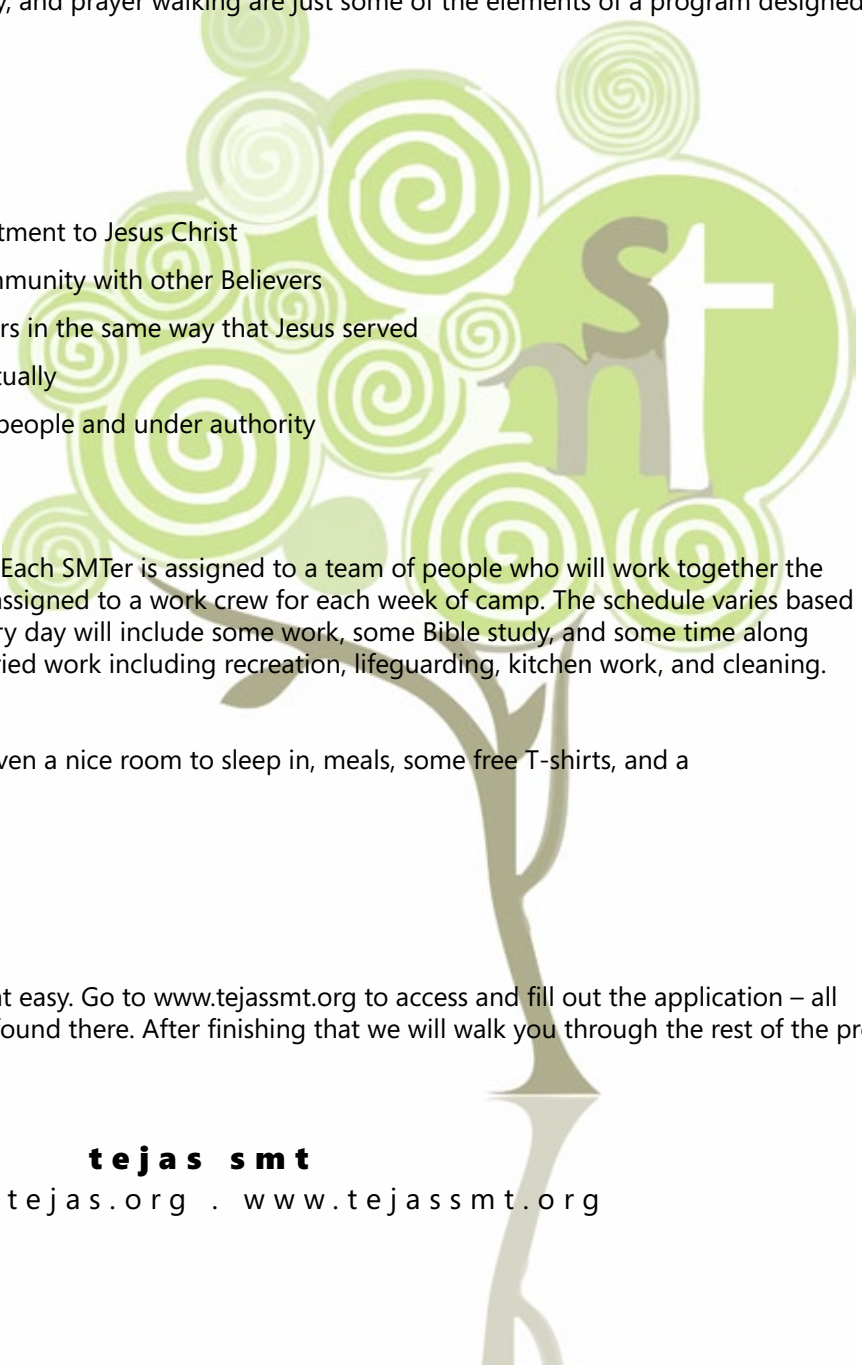 , and prayer walking are just some of the elements of a program designed
s
m t
tment to Jesus Christ
mmunity with other Believers
rs in the same way that Jesus served
tually
people and under authority
Each SMTer is assigned to a team of people who will work together the
assigned to a work crew for each week of camp. The schedule varies based
ry day will include some work, some Bible study, and some time along
ried work including recreation, lifeguarding, kitchen work, and cleaning.
ven a nice room to sleep in, meals, some free T-shirts, and a
at easy. Go to www.tejassmt.org to access and fill out the application – all
found there. After finishing that we will walk you through the rest of the pr
tejas smt
tejas.org . www.tejassmt.org